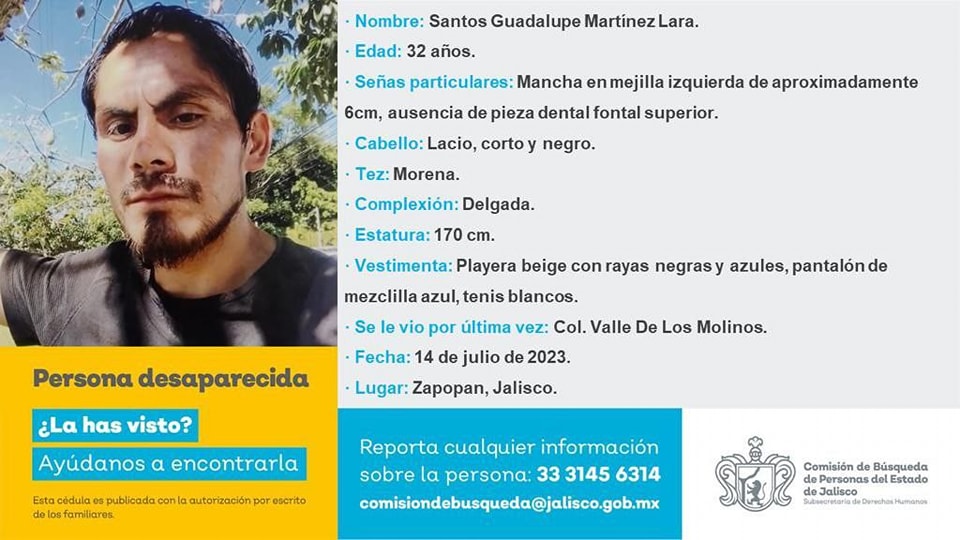 · Nombre: Santos Guadalupe Martínez Lara.
· Edad: 32 años.
· Señas particulares: Mancha en mejilla izquierda de aproximadamente
6cm, ausencia de pieza dental fontal superior.
· Cabello: Lacio, corto y negro.
· Tez: Morena.
· Complexión: Delgada.
· Estatura: 170 cm.
· Vestimenta: Playera beige con rayas negras y azules, pantalón de
mezclilla azul, tenis blancos.
· Se le vio por última vez: Col. Valle De Los Molinos.
· Fecha: 14 de julio de 2023.
· Lugar: Zapopan, Jalisco.
Persona desaparecida
¿La has visto?
Ayúdanos a encontrarla
Esta cédula es publicada con la autorización por escrito
de los familiares.
Reporta cualquier información
sobre la persona: 33 3145 6314
comisiondebusqueda@jalisco.gob.mx
Comisión de Búsqueda
de Personas del Estado
de Jalisco
Subsecretaría de Derechos Humanos